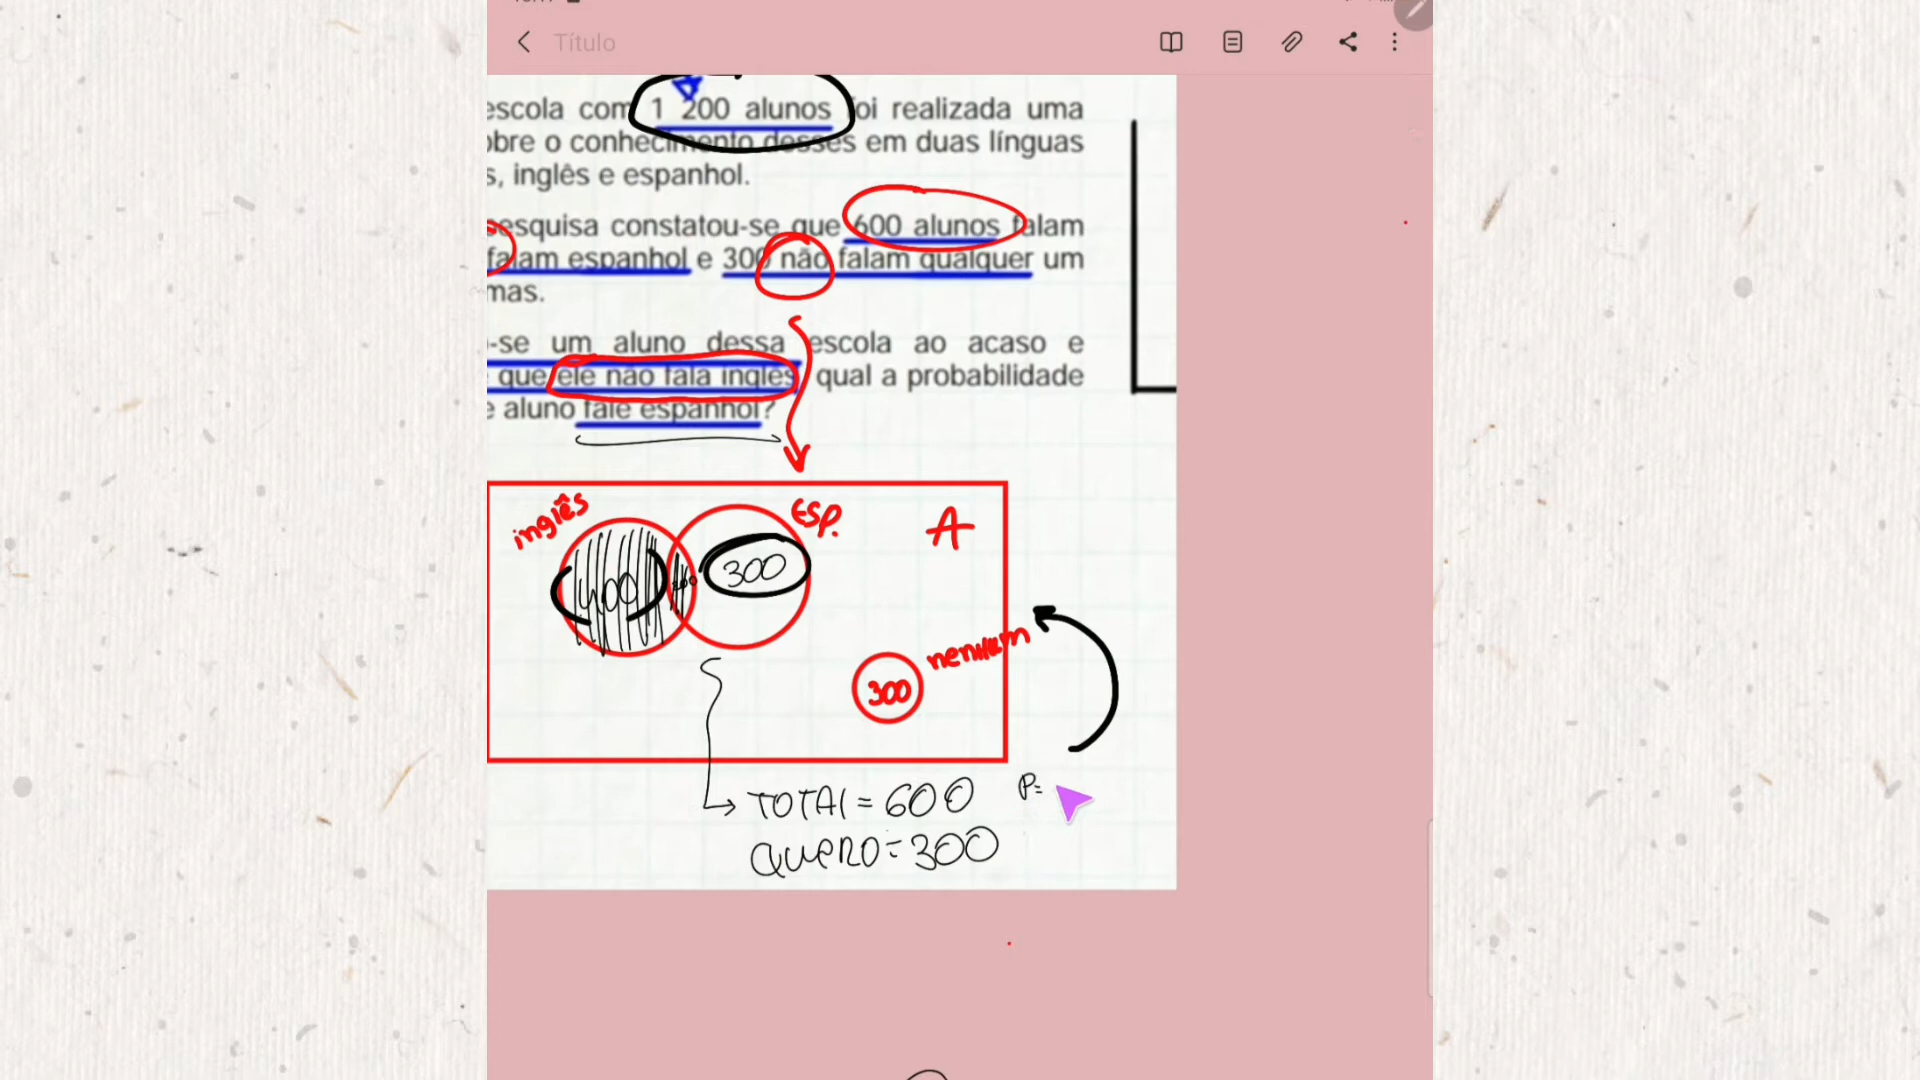 Título
escola com 1 200 alunos foi realizada uma
obre o conhecimento desses em duas línguas
s, inglês e espanhol.
pesquisa constatou-se que 600 alunos falam
falam espanhol e 300 não falam qualquer um
mas.
-se um aluno dessa escola ao acaso e
que ele não fala inglês, qual a probabilidade
e aluno fale espanhol?
inglês
ESP.
A
400
200
300
nenhum
300
TOTAl = 600
P=
QUERO = 300